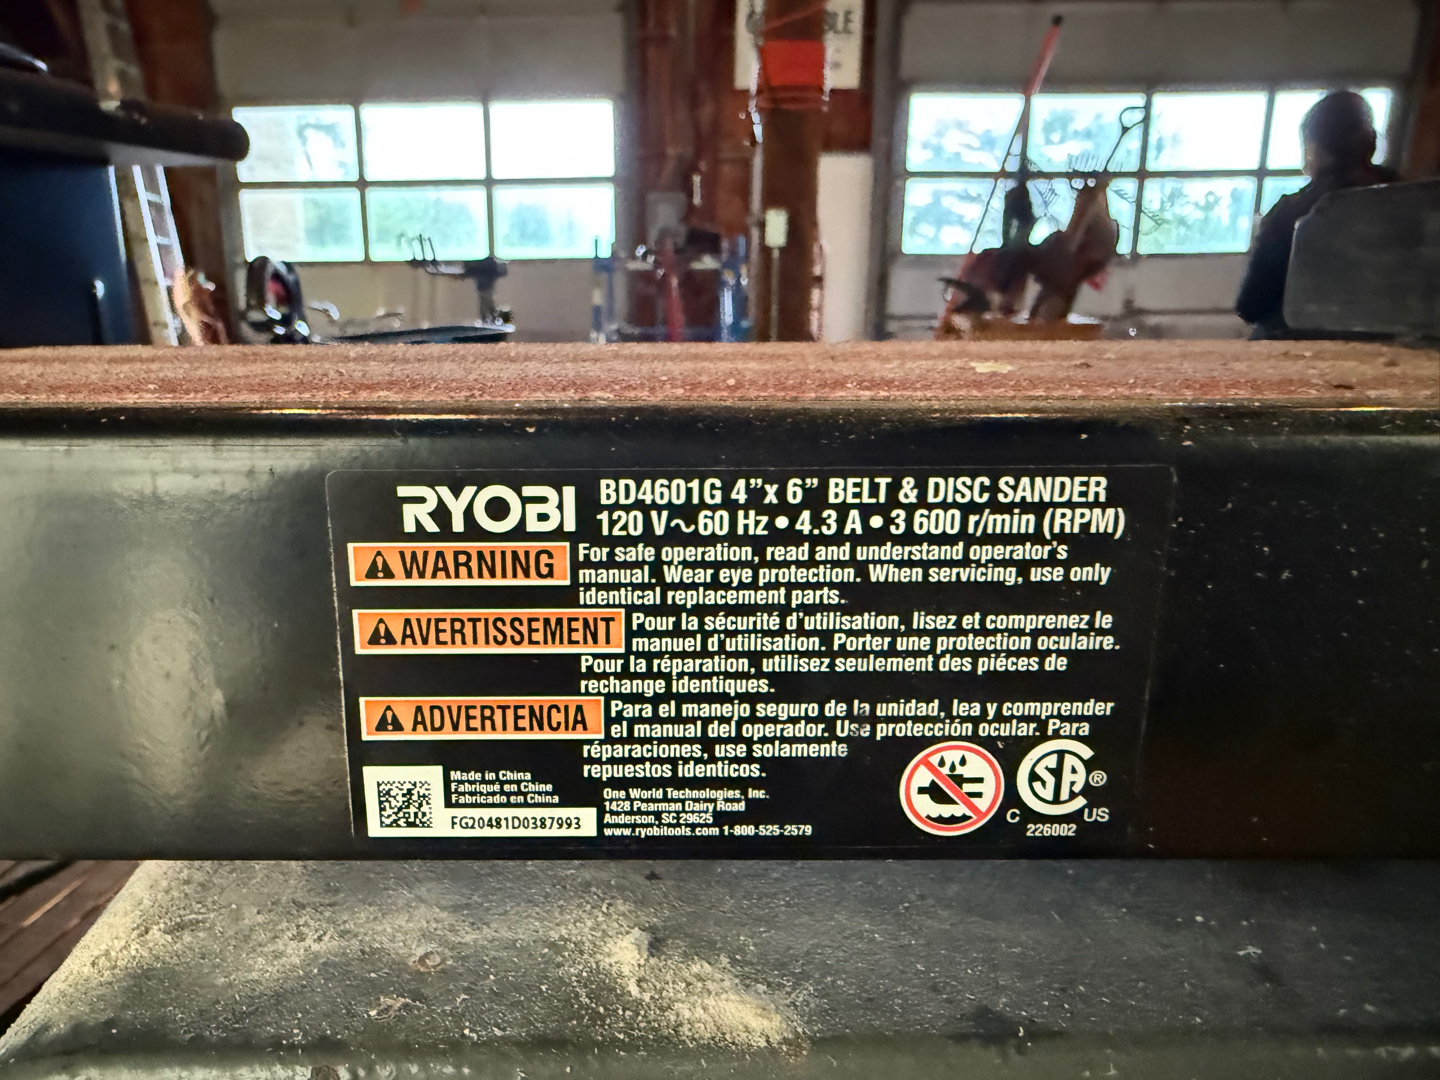 RYOBI
BD4601G 4”x 6” BELT & DISC SANDER
120 V~60 Hz • 4.3 A • 3 600 r/min (RPM)
WARNING
For safe operation, read and understand operator’s
manual. Wear eye protection. When servicing, use only
identical replacement parts.
AVERTISSEMENT
Pour la sécurité d’utilisation, lisez et comprenez le
manuel d’utilisation. Porter une protection oculaire.
Pour la réparation, utilisez seulement des piéces de
rechange identiques.
ADVERTENCIA
Para el manejo seguro de la unidad, lea y comprender
el manual del operador. Use protección ocular. Para
réparaciones, use solamente
repuestos identicos.
Made in China
Fabriqué en Chine
Fabricado en China
FG20481D0387993
One World Technologies, Inc.
1428 Pearman Dairy Road
Anderson, SC 29625
www.ryobitools.com 1-800-525-2579
SA ®
C US
226002